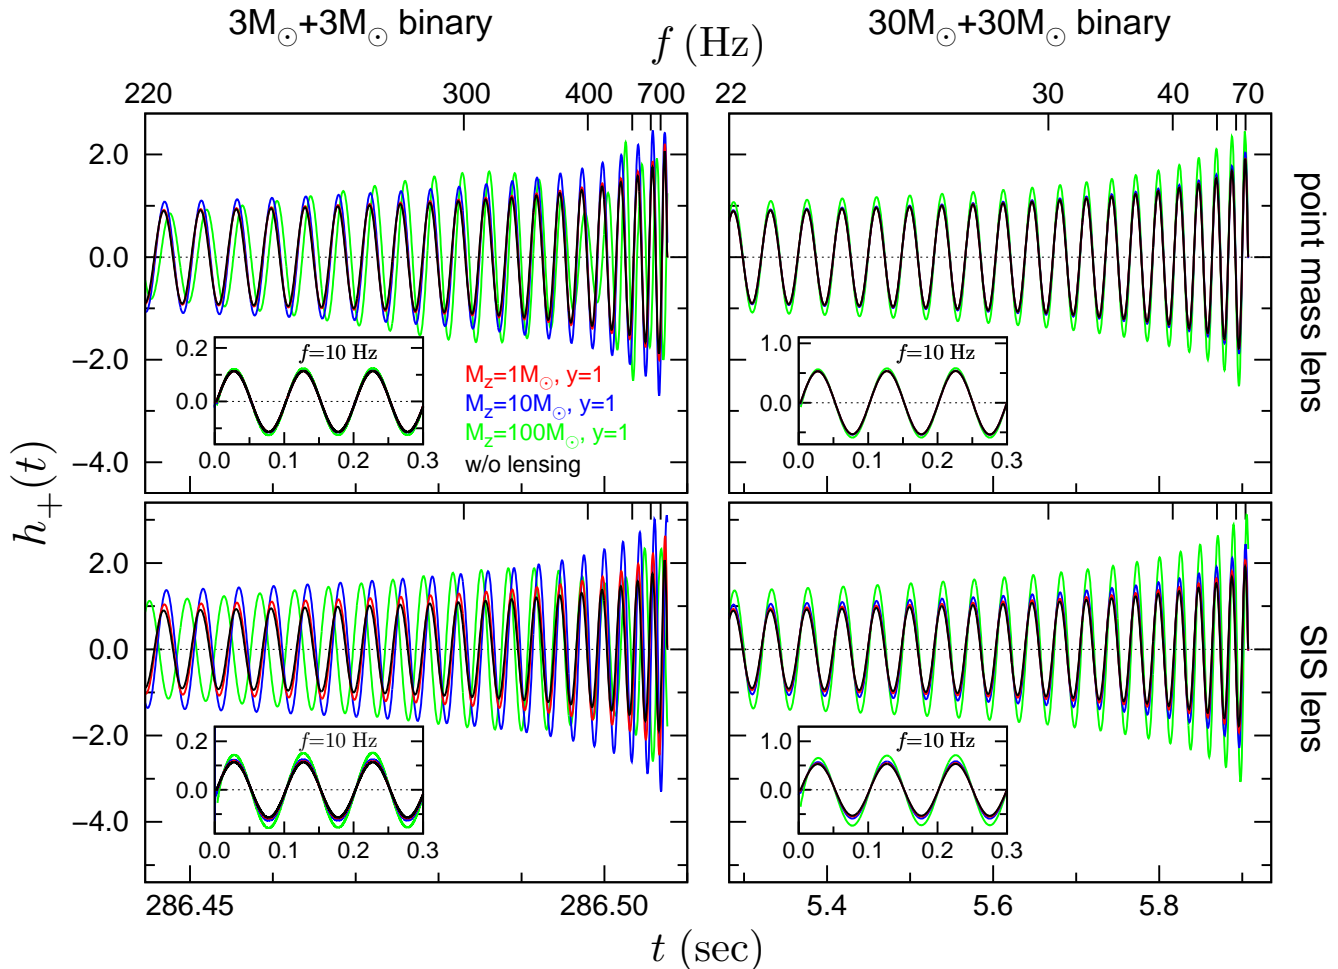 3M⊙+3M⊙ binary
f (Hz)
30M⊙+30M⊙ binary
220 300 400 700
22 30 40 70
2.0
0.0
−2.0
−4.0
0.2
0.0
f=10 Hz
0.0 0.1 0.2 0.3
M_z=1M⊙, y=1
M_z=10M⊙, y=1
M_z=100M⊙, y=1
w/o lensing
1.0
0.0
f=10 Hz
0.0 0.1 0.2 0.3
point mass lens
h₊(t)
2.0
0.0
−2.0
−4.0
0.2
0.0
f=10 Hz
0.0 0.1 0.2 0.3
1.0
0.0
f=10 Hz
0.0 0.1 0.2 0.3
SIS lens
286.45 286.50
5.4 5.6 5.8
t (sec)